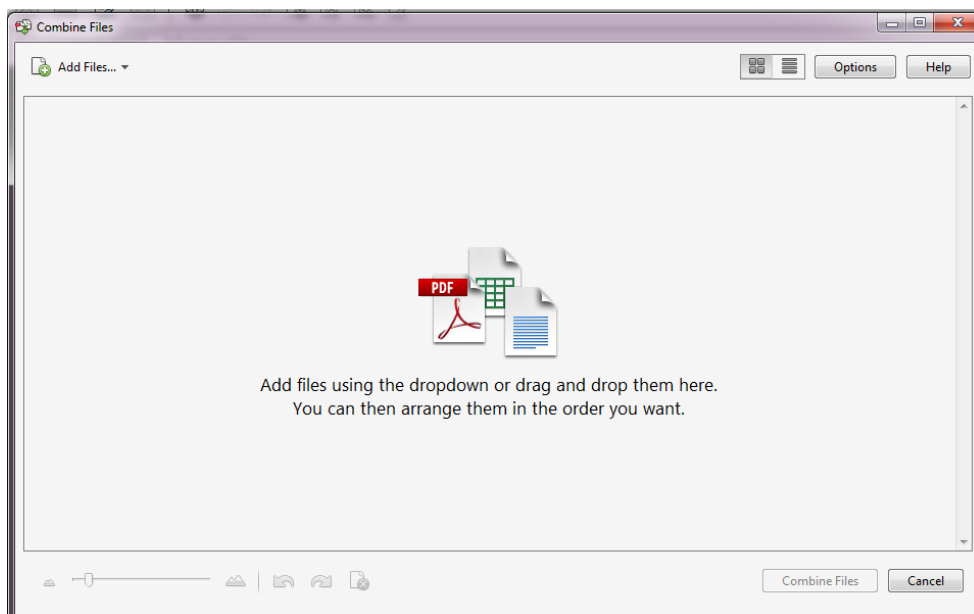 Combine Files
Add Files...
Options
Help
PDF
Add files using the dropdown or drag and drop them here.
You can then arrange them in the order you want.
Combine Files
Cancel